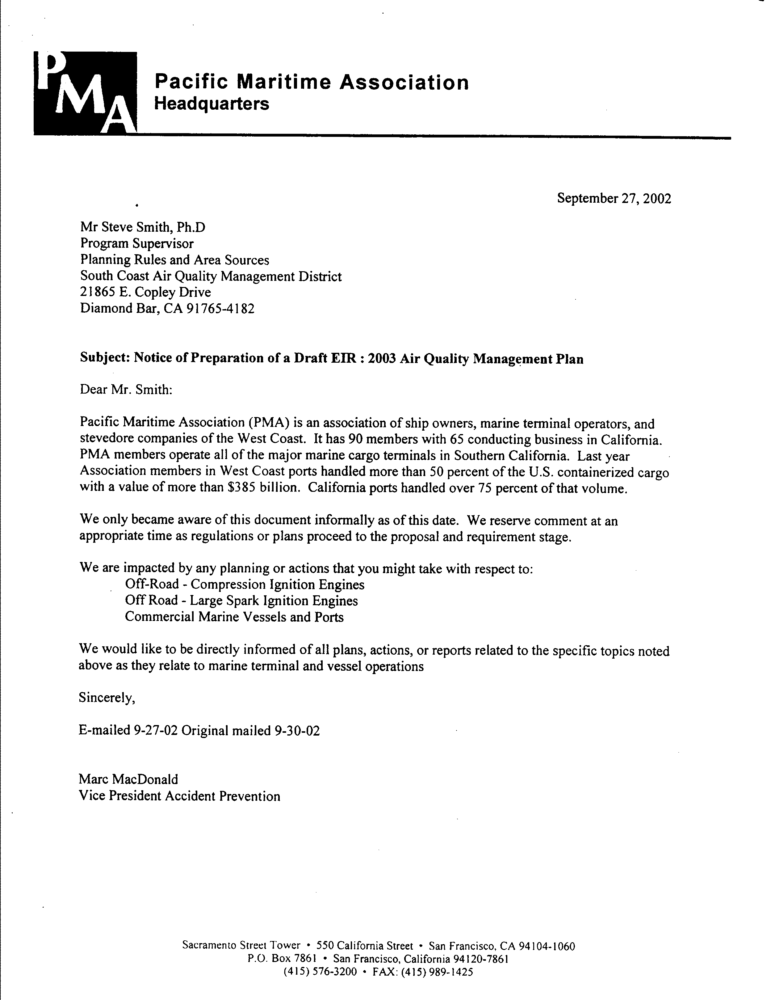 PMA
Pacific Maritime Association
Headquarters
September 27, 2002
Mr Steve Smith, Ph.D
Program Supervisor
Planning Rules and Area Sources
South Coast Air Quality Management District
21865 E. Copley Drive
Diamond Bar, CA 91765-4182
Subject: Notice of Preparation of a Draft EIR : 2003 Air Quality Management Plan
Dear Mr. Smith:
Pacific Maritime Association (PMA) is an association of ship owners, marine terminal operators, and
stevedore companies of the West Coast. It has 90 members with 65 conducting business in California.
PMA members operate all of the major marine cargo terminals in Southern California. Last year
Association members in West Coast ports handled more than 50 percent of the U.S. containerized cargo
with a value of more than $385 billion. California ports handled over 75 percent of that volume.
We only became aware of this document informally as of this date. We reserve comment at an
appropriate time as regulations or plans proceed to the proposal and requirement stage.
We are impacted by any planning or actions that you might take with respect to:
Off-Road - Compression Ignition Engines
Off Road - Large Spark Ignition Engines
Commercial Marine Vessels and Ports
We would like to be directly informed of all plans, actions, or reports related to the specific topics noted
above as they relate to marine terminal and vessel operations
Sincerely,
E-mailed 9-27-02 Original mailed 9-30-02
Marc MacDonald
Vice President Accident Prevention
Sacramento Street Tower • 550 California Street • San Francisco, CA 94104-1060
P.O. Box 7861 • San Francisco, California 94120-7861
(415) 576-3200 • FAX: (415) 989-1425